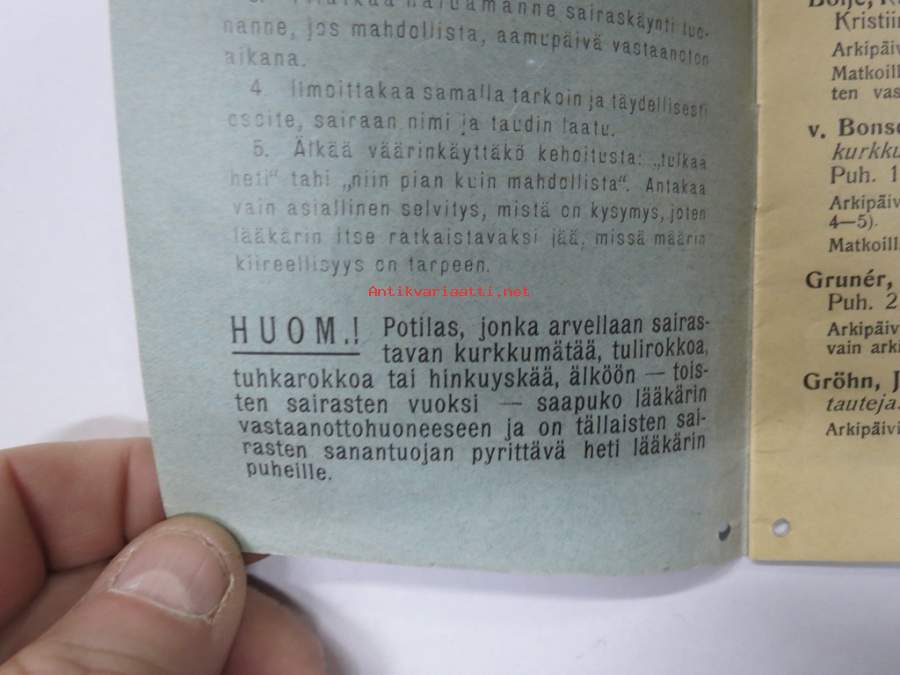 haluamanne sairaskäynti luo-
nanne, jos mahdollista, aamupäivä vastaanoton
aikana.
4. Ilmoittakaa samalla tarkoin ja täydellisesti
osoite, sairaan nimi ja taudin laatu.
5. Älkää väärinkäyttäkö kehoitusta: „tulkaa
heti“ tahi „niin pian kuin mahdollista“. Antakaa
vain asiallinen selvitys, mistä on kysymys, joten
lääkärin itse ratkaistavaksi jää, missä määrin
kiireellisyys on tarpeen.
Antikvariaatti.net
HUOM.! Potilas, jonka arvellaan sairas-
tavan kurkkumätää, tulirokkoa,
tuhkarokkoa tai hinkuyskää, älköön — tois-
ten sairasten vuoksi — saapuko lääkärin
vastaanottohuoneeseen ja on tällaisten sai-
rasten sanantuojan pyrittävä heti lääkärin
puheille.
Kristiin
Arkipäiv
Matkoill
ten vas
v. Bonsd
kurkku
Puh. 1
Arkipäiv
4—5).
Matkoill
Grunér,
Puh. 2
Arkipäiv
vain arki
Gröhn, J
tauteja.
Arkipäivi